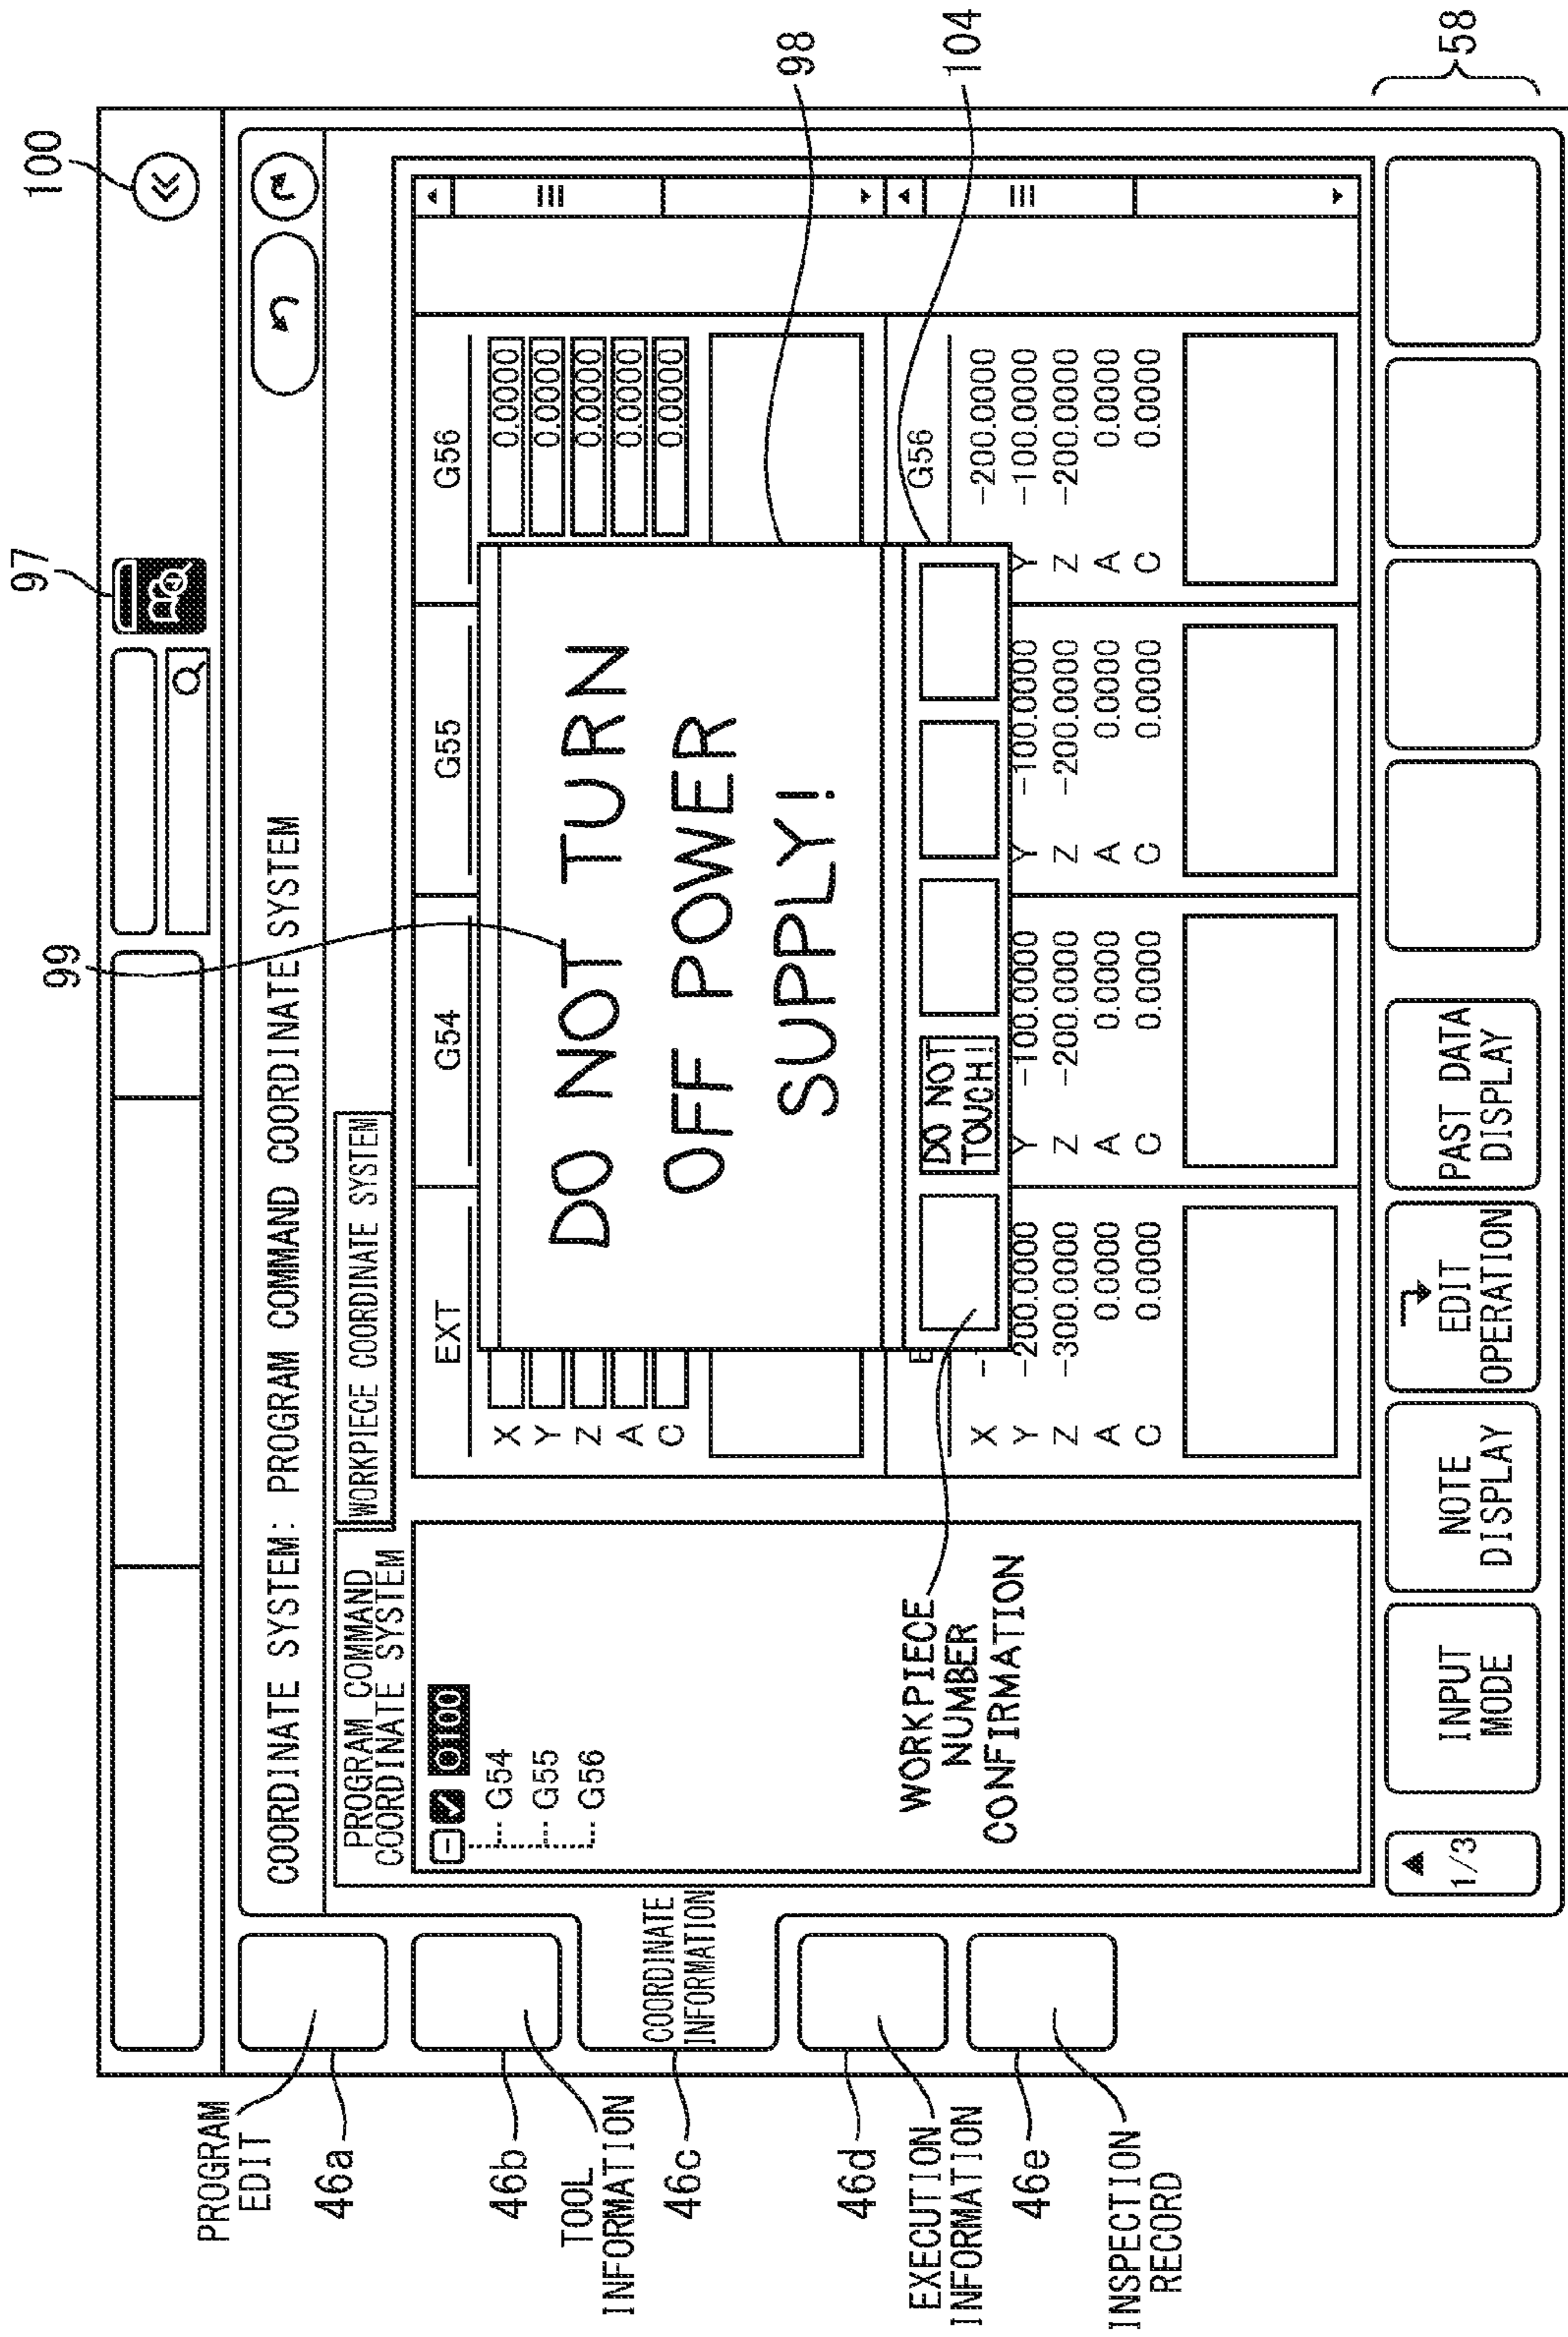 99
97
100
COORDINATE SYSTEM: PROGRAM COMMAND COORDINATE SYSTEM
PROGRAM COMMAND
COORDINATE SYSTEM
WORKPIECE COORDINATE SYSTEM
O100
G54
G55
G56
EXT
G54
G55
G56
X
0.0000
Y
0.0000
Z
0.0000
A
0.0000
C
0.0000
DO NOT TURN
OFF POWER
SUPPLY!
DO NOT
TOUCH!
98
104
WORKPIECE
NUMBER
CONFIRMATION
G56
X
-200.0000
Y -200.0000 Y -100.0000 Y -100.0000 Y -100.0000
Z -300.0000 Z -200.0000 Z -200.0000 Z -200.0000
A 0.0000 A 0.0000 A 0.0000 A 0.0000
C 0.0000 C 0.0000 C 0.0000 C 0.0000
PROGRAM
EDIT
46a
46b
TOOL
INFORMATION
COORDINATE
INFORMATION
46c
46d
EXECUTION
INFORMATION
46e
INSPECTION
RECORD
1/3
INPUT
MODE
NOTE
DISPLAY
EDIT
OPERATION
PAST DATA
DISPLAY
58